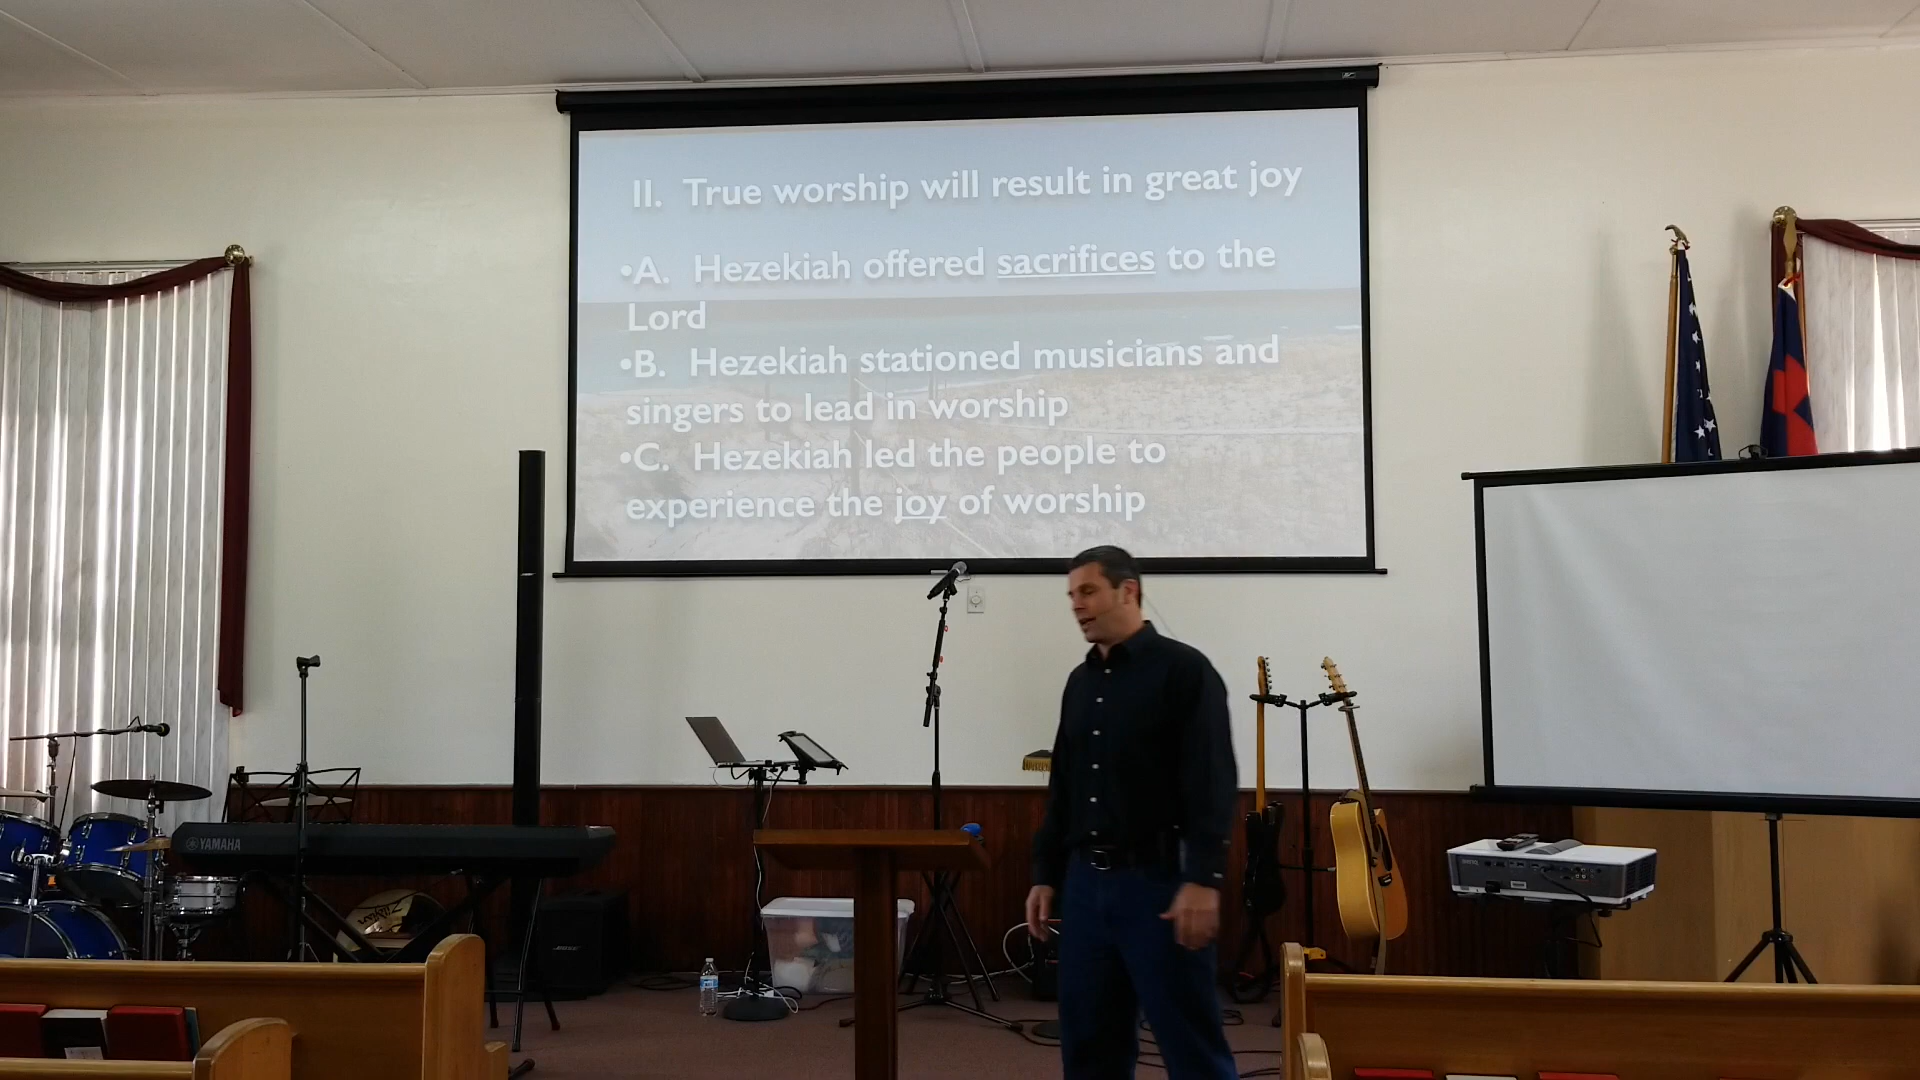 II. True worship will result in great joy
•A. Hezekiah offered sacrifices to the
Lord
•B. Hezekiah stationed musicians and
singers to lead in worship
•C. Hezekiah led the people to
experience the joy of worship
YAMAHA